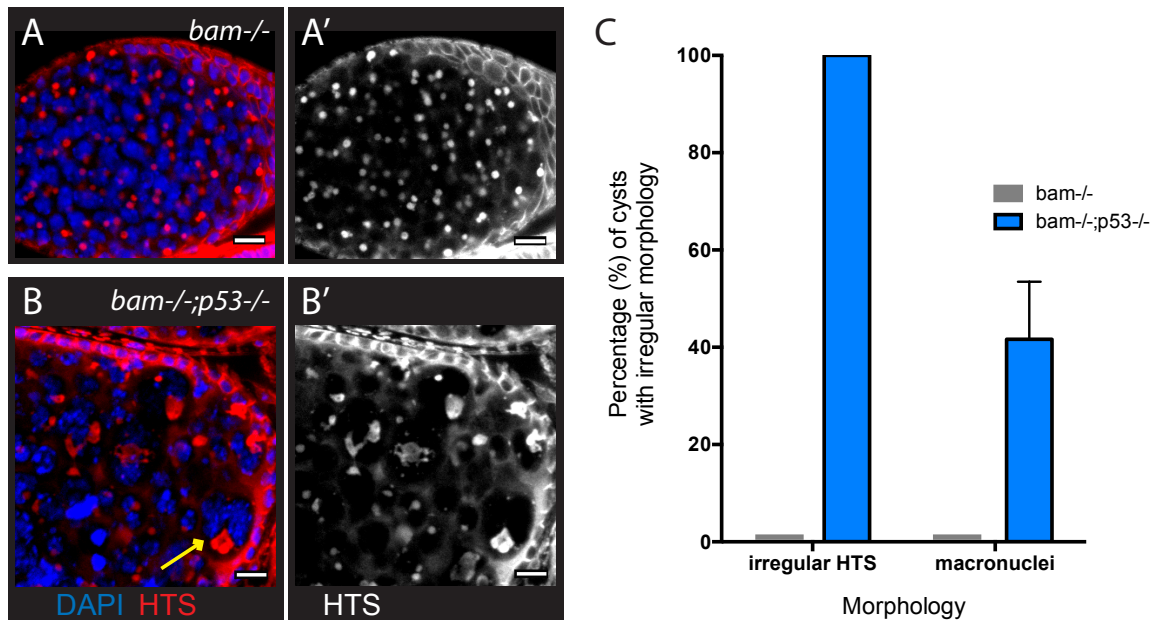 A
bam-/-
A'
B
bam-/-;p53-/-
B'
DAPI HTS
HTS
C
Percentage (%) of cysts
with irregular morphology
100
80
60
40
20
0
bam-/-
bam-/-;p53-/-
irregular HTS
macronuclei
Morphology